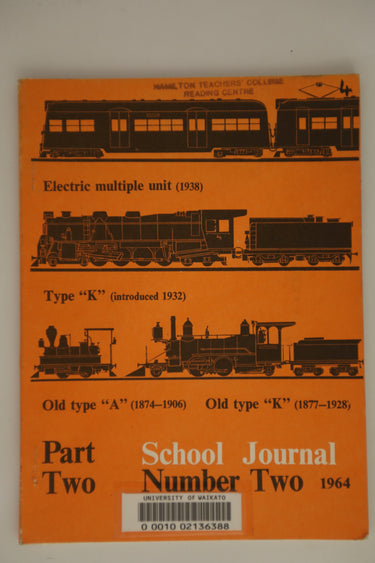 HAMILTON TEACHERS' COLLEGE
READING CENTRE
4
Electric multiple unit (1938)
Type "K" (introduced 1932)
Old type "A" (1874–1906) Old type "K" (1877–1928)
Part Two
School Journal
Number Two 1964
UNIVERSITY OF WAIKATO
0 0010 02136388